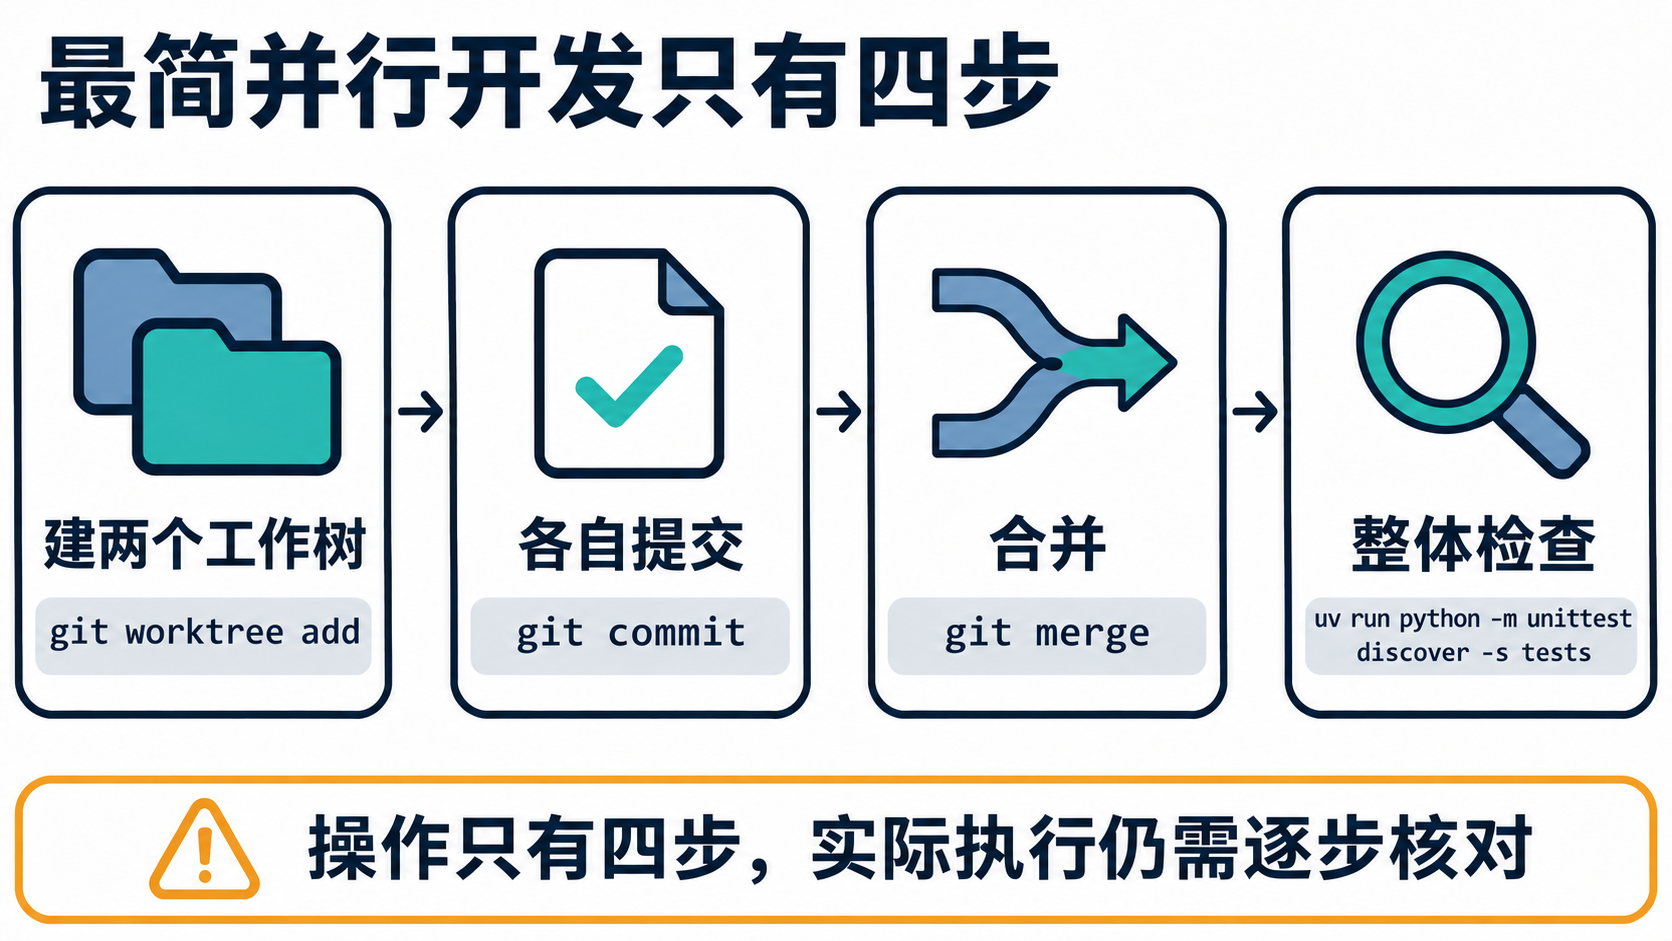 最简并行开发只有四步
建两个工作树
git worktree add
各自提交
git commit
合并
git merge
整体检查
uv run python -m unittest
discover -s tests
操作只有四步，实际执行仍需逐步核对